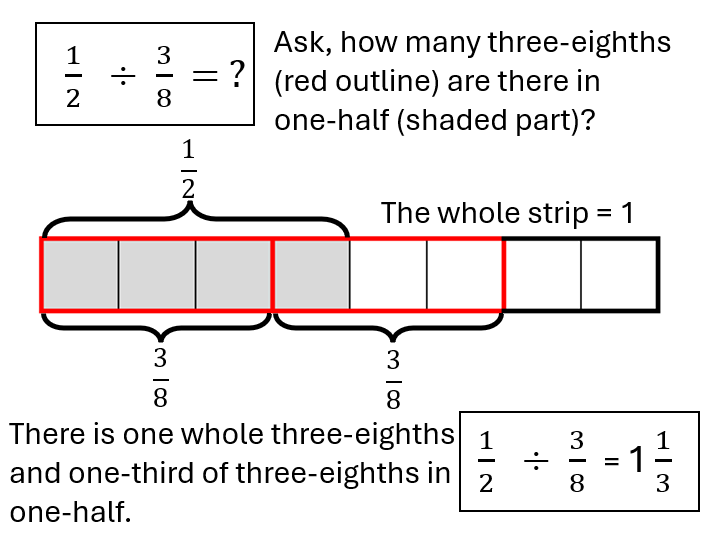 1/2 ÷ 3/8 = ?
Ask, how many three-eighths
(red outline) are there in
one-half (shaded part)?
1/2
The whole strip = 1
3/8
3/8
There is one whole three-eighths
and one-third of three-eighths in
one-half.
1/2 ÷ 3/8 = 1 1/3